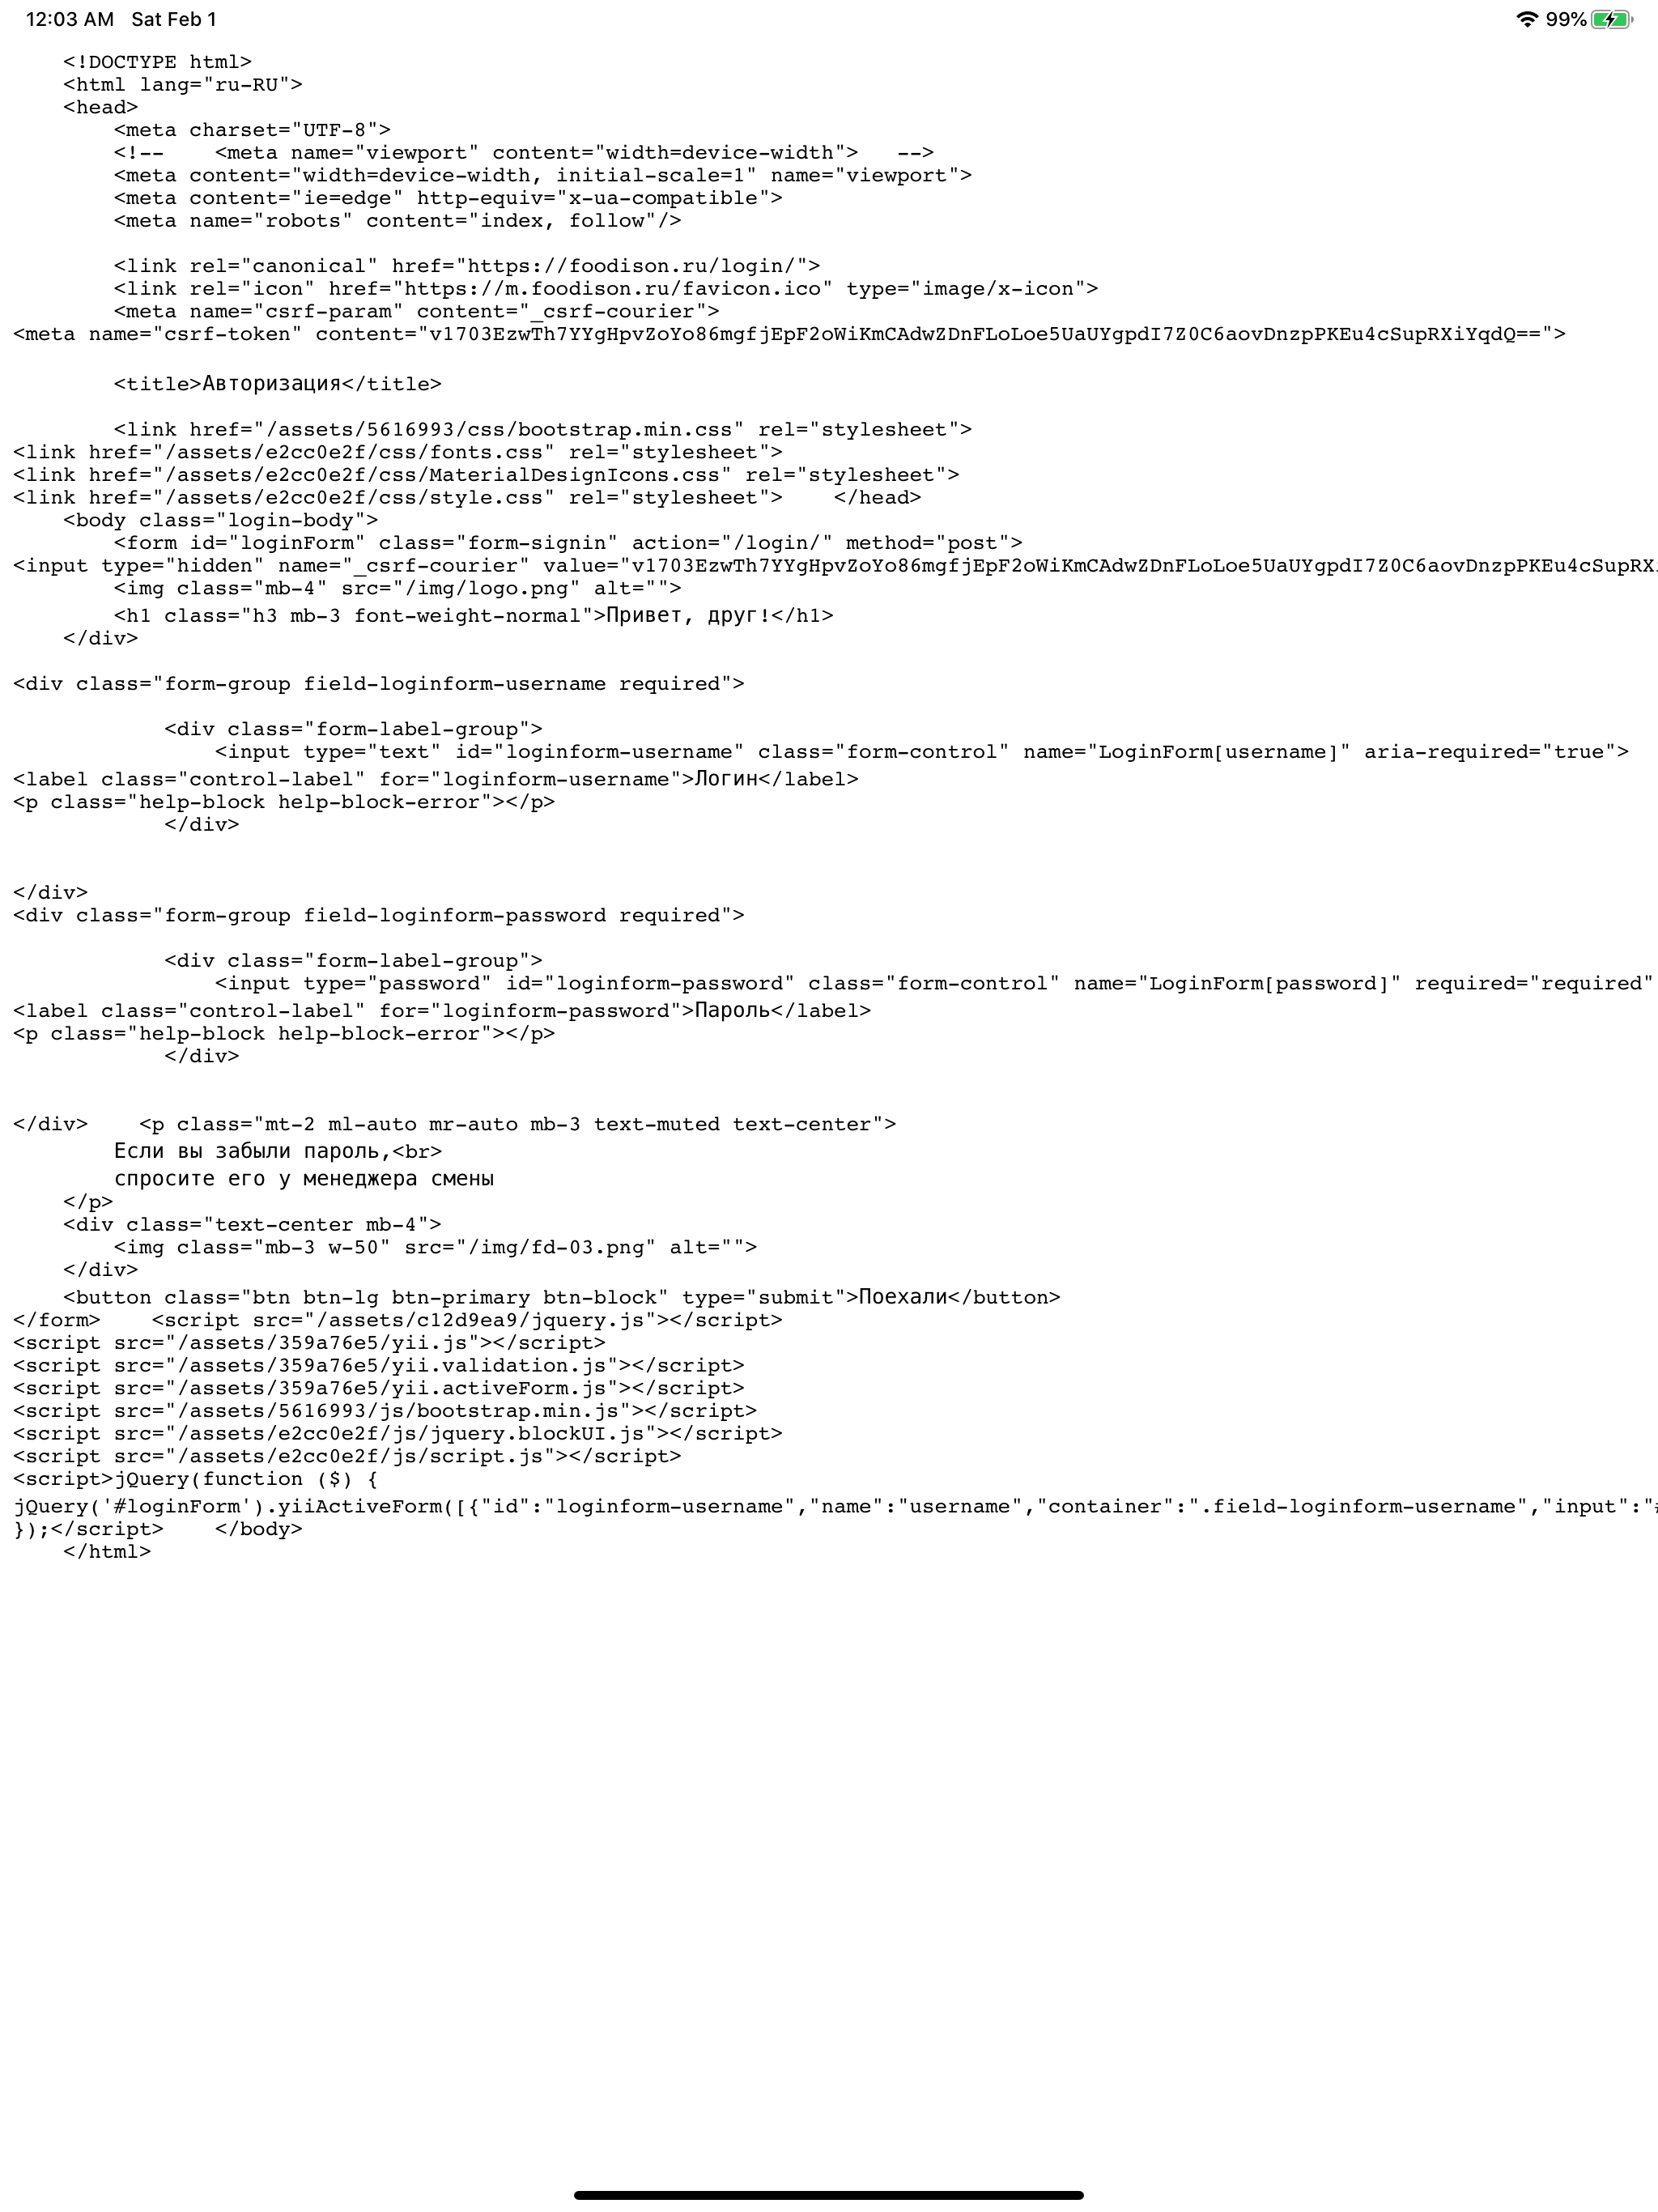 12:03 AM Sat Feb 1 99%
<!DOCTYPE html>
<html lang="ru-RU">
<head>
<meta charset="UTF-8">
<!-- <meta name="viewport" content="width=device-width"> -->
<meta content="width=device-width, initial-scale=1" name="viewport">
<meta content="ie=edge" http-equiv="x-ua-compatible">
<meta name="robots" content="index, follow"/>
<link rel="canonical" href="https://foodison.ru/login/">
<link rel="icon" href="https://m.foodison.ru/favicon.ico" type="image/x-icon">
<meta name="csrf-param" content="_csrf-courier">
<meta name="csrf-token" content="v1703EzwTh7YYgHpvZoYo86mgfjEpF2oWiKmCAdwZDnFLoLoe5UaUYgpdI7Z0C6aovDnzpPKEu4cSupRXiYqdQ==">
<title>Авторизация</title>
<link href="/assets/5616993/css/bootstrap.min.css" rel="stylesheet">
<link href="/assets/e2cc0e2f/css/fonts.css" rel="stylesheet">
<link href="/assets/e2cc0e2f/css/MaterialDesignIcons.css" rel="stylesheet">
<link href="/assets/e2cc0e2f/css/style.css" rel="stylesheet"> </head>
<body class="login-body">
<form id="loginForm" class="form-signin" action="/login/" method="post">
<input type="hidden" name="_csrf-courier" value="v1703EzwTh7YYgHpvZoYo86mgfjEpF2oWiKmCAdwZDnFLoLoe5UaUYgpdI7Z0C6aovDnzpPKEu4cSupRX
<img class="mb-4" src="/img/logo.png" alt="">
<h1 class="h3 mb-3 font-weight-normal">Привет, друг!</h1>
</div>
<div class="form-group field-loginform-username required">
<div class="form-label-group">
<input type="text" id="loginform-username" class="form-control" name="LoginForm[username]" aria-required="true">
<label class="control-label" for="loginform-username">Логин</label>
<p class="help-block help-block-error"></p>
</div>
</div>
<div class="form-group field-loginform-password required">
<div class="form-label-group">
<input type="password" id="loginform-password" class="form-control" name="LoginForm[password]" required="required"
<label class="control-label" for="loginform-password">Пароль</label>
<p class="help-block help-block-error"></p>
</div>
</div> <p class="mt-2 ml-auto mr-auto mb-3 text-muted text-center">
Если вы забыли пароль,<br>
спросите его у менеджера смены
</p>
<div class="text-center mb-4">
<img class="mb-3 w-50" src="/img/fd-03.png" alt="">
</div>
<button class="btn btn-lg btn-primary btn-block" type="submit">Поехали</button>
</form> <script src="/assets/c12d9ea9/jquery.js"></script>
<script src="/assets/359a76e5/yii.js"></script>
<script src="/assets/359a76e5/yii.validation.js"></script>
<script src="/assets/359a76e5/yii.activeForm.js"></script>
<script src="/assets/5616993/js/bootstrap.min.js"></script>
<script src="/assets/e2cc0e2f/js/jquery.blockUI.js"></script>
<script src="/assets/e2cc0e2f/js/script.js"></script>
<script>jQuery(function ($) {
jQuery('#loginForm').yiiActiveForm([{"id":"loginform-username","name":"username","container":".field-loginform-username","input":"#
});</script> </body>
</html>